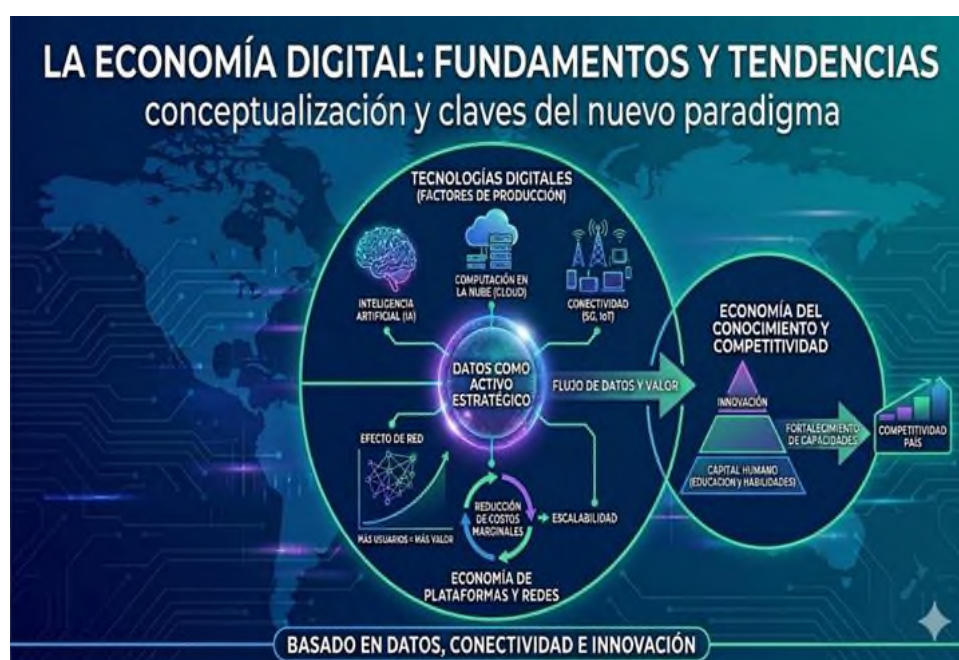 LA ECONOMÍA DIGITAL: FUNDAMENTOS Y TENDENCIAS
conceptualización y claves del nuevo paradigma
TECNOLOGÍAS DIGITALES
(FACTORES DE PRODUCCIÓN)
INTELIGENCIA
ARTIFICIAL (IA)
COMPUTACIÓN EN
LA NUBE (CLOUD)
CONECTIVIDAD
(5G, IoT)
DATOS COMO
ACTIVO
ESTRATÉGICO
FLUJO DE DATOS Y VALOR
EFECTO DE RED
MÁS USUARIOS = MÁS VALOR
REDUCCIÓN
DE COSTOS
MARGINALES
ESCALABILIDAD
ECONOMÍA DE
PLATAFORMAS Y REDES
ECONOMÍA DEL
CONOCIMIENTO Y
COMPETITIVIDAD
INNOVACIÓN
FORTALECIMIENTO
DE CAPACIDADES
CAPITAL HUMANO
(EDUCACION y HABILIDADES)
COMPETITIVIDAD
PAÍS
BASADO EN DATOS, CONECTIVIDAD E INNOVACIÓN